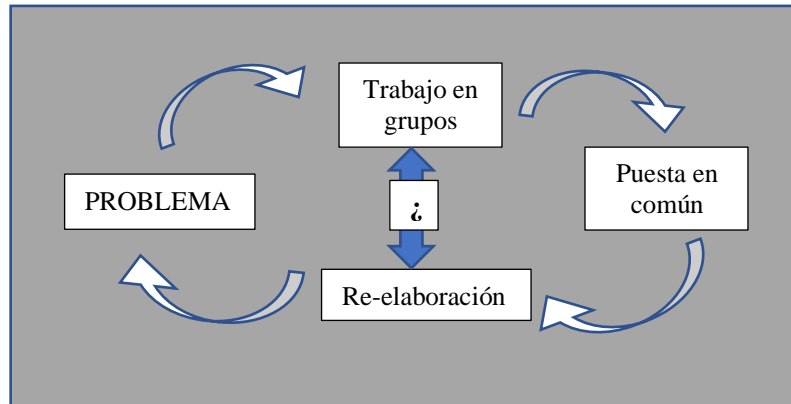 Trabajo en
grupos
PROBLEMA
Puesta en
común
¿
Re-elaboración